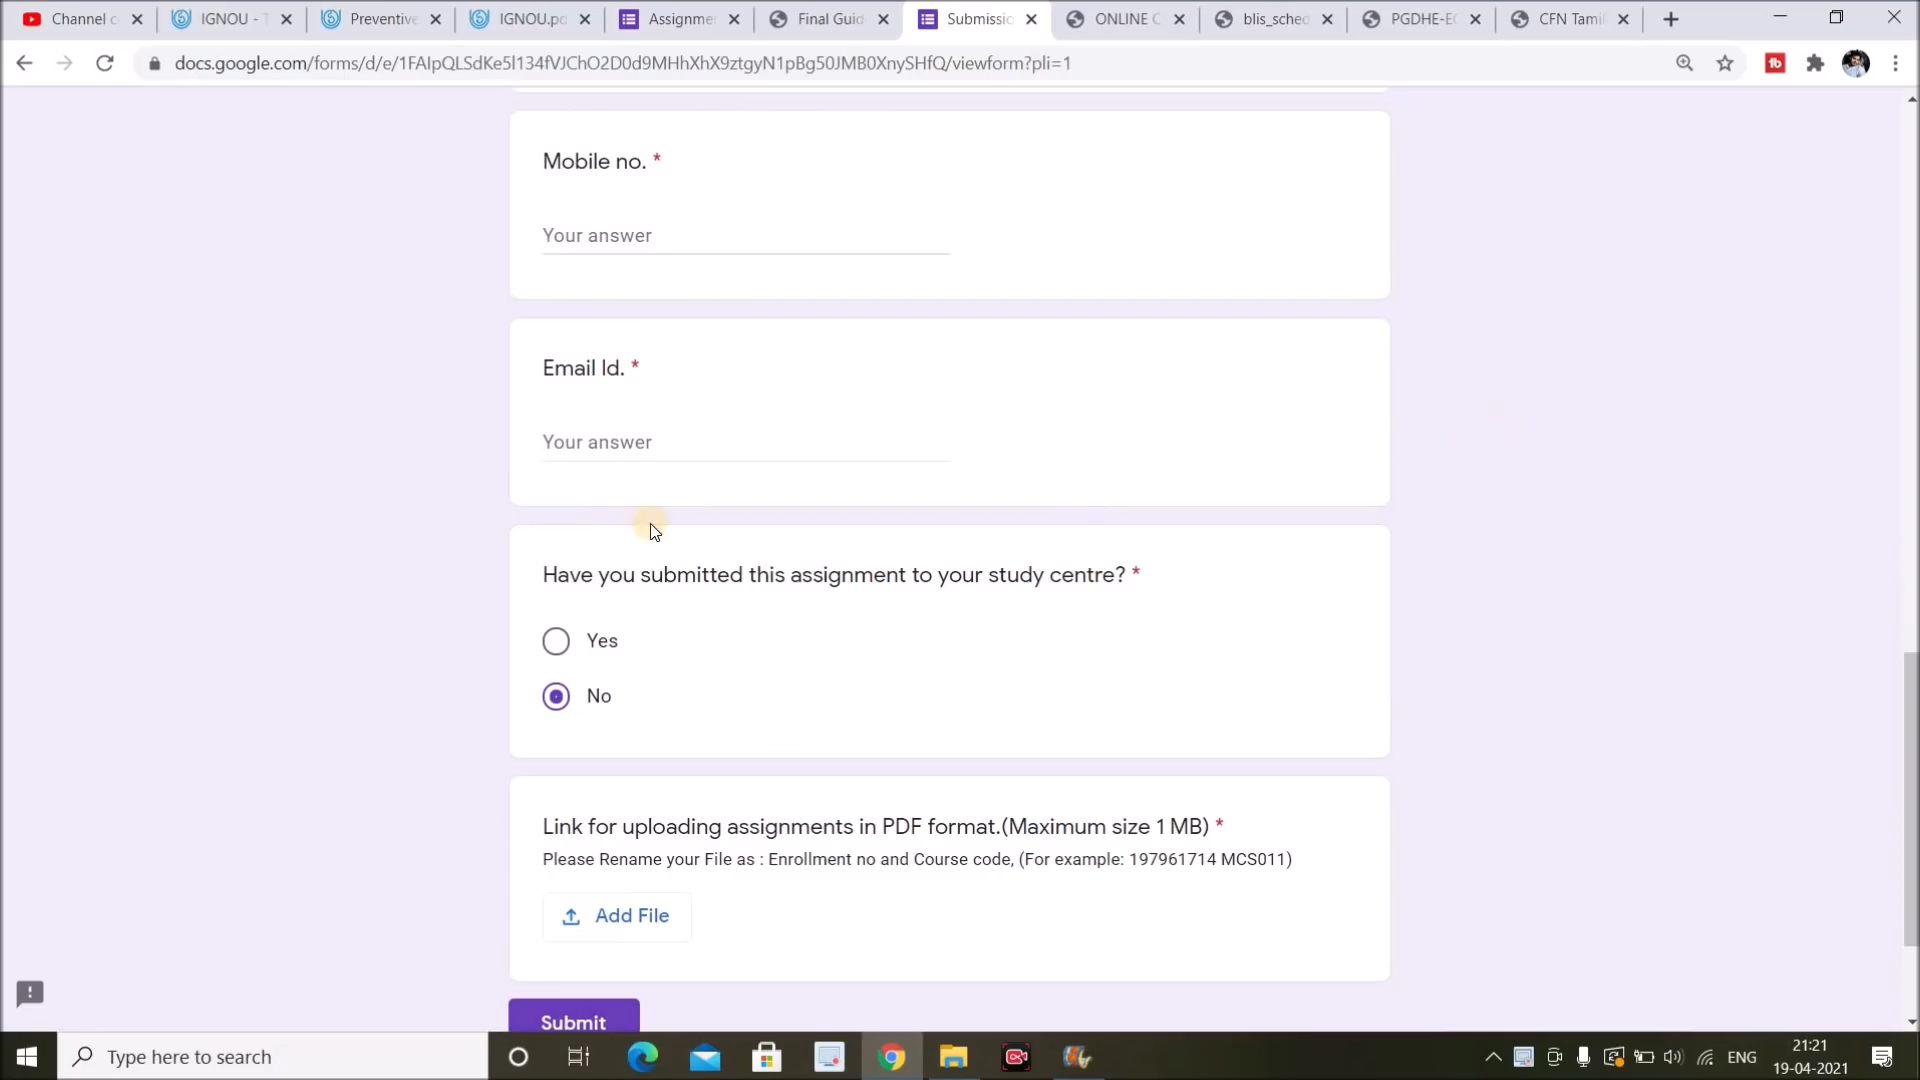 Channel c
IGNOU - T
Preventive
IGNOU.po
Assignme
Final Guid
Submissio
ONLINE C
blis_sched
PGDHE-EC
CFN Tamil
docs.google.com/forms/d/e/1FAIpQLSdKe5l134fVJChO2D0d9MHhXhX9ztgyN1pBg50JMB0XnySHfQ/viewform?pli=1
Mobile no. *
Your answer
Email Id. *
Your answer
Have you submitted this assignment to your study centre? *
Yes
No
Link for uploading assignments in PDF format.(Maximum size 1 MB) *
Please Rename your File as : Enrollment no and Course code, (For example: 197961714 MCS011)
Add File
Submit
Type here to search
ENG
21:21
19-04-2021